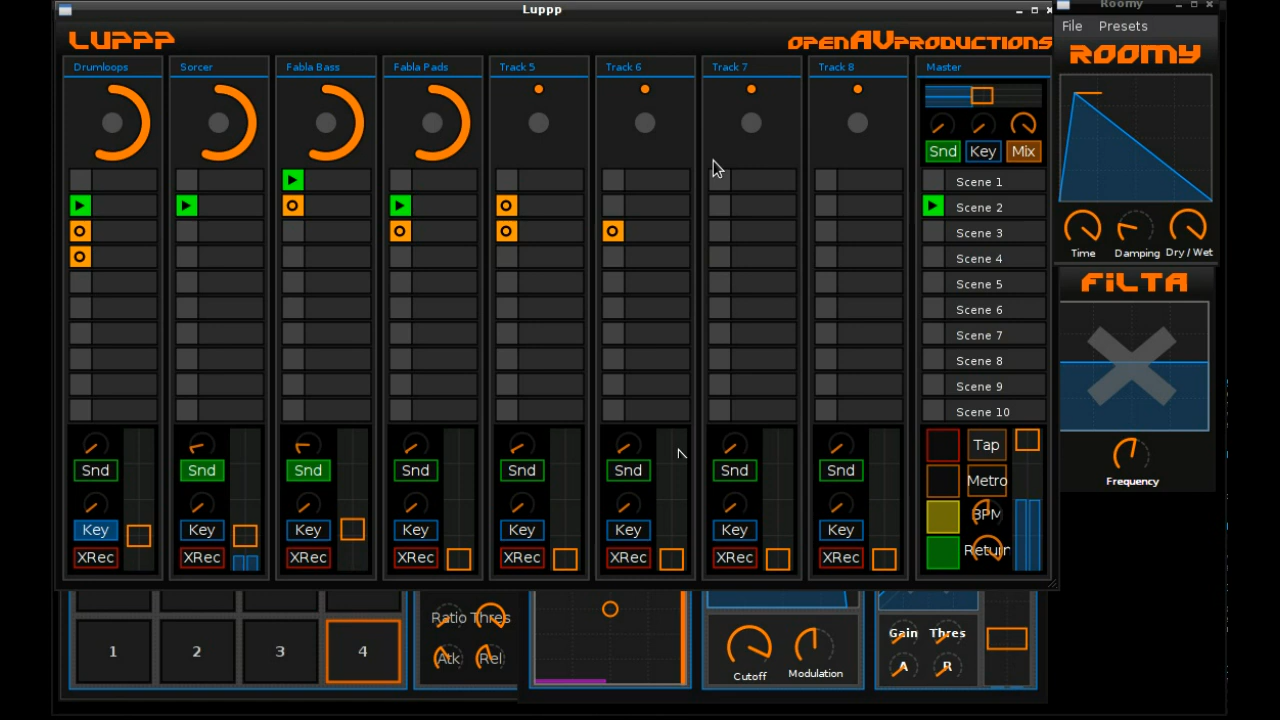 Luppp
LUPPP
openAVproductions
Drumloops
Sorcer
Fabla Bass
Fabla Pads
Track 5
Track 6
Track 7
Track 8
Master
Snd Key Mix
Scene 1
Scene 2
Scene 3
Scene 4
Scene 5
Scene 6
Scene 7
Scene 8
Scene 9
Scene 10
Snd Snd Snd Snd Snd Snd Snd Snd
Key Key Key Key Key Key Key Key
XRec XRec XRec XRec XRec XRec XRec XRec
Tap
Metro
BPM
Return
1 2 3 4
Ratio Thres
Atk Rel
Cutoff Modulation
Gain Thres
A R
Roomy
File Presets
ROOMY
Time Damping Dry / Wet
FILTA
Frequency